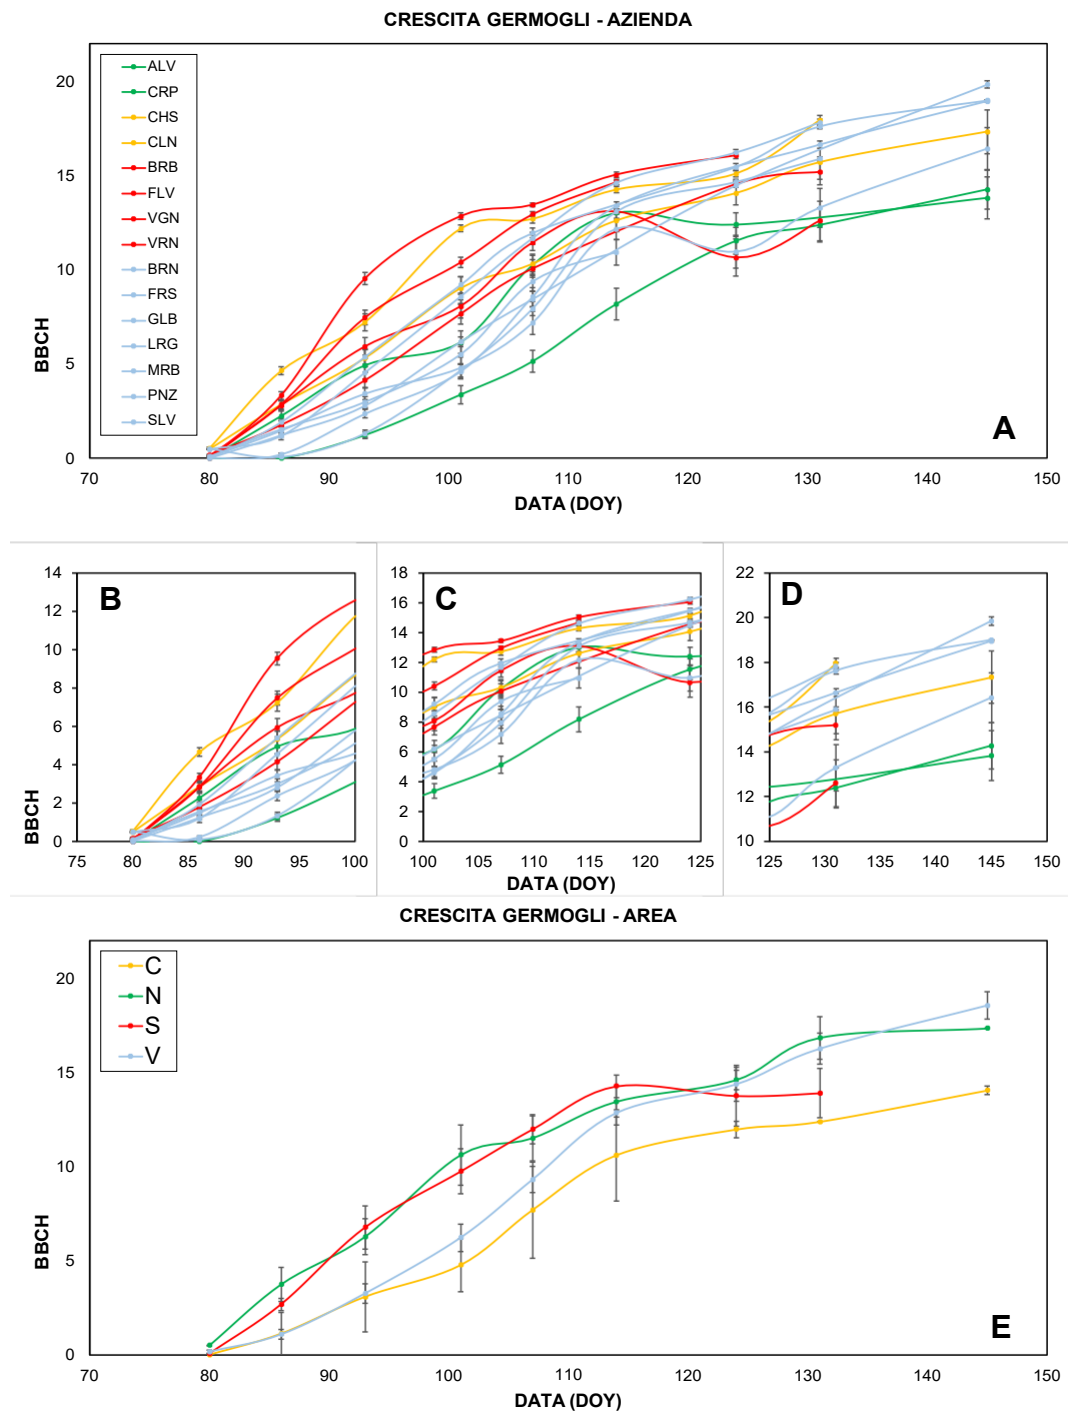 CRESCITA GERMOGLI - AZIENDA
20
15
10
5
0
BBCH
ALV
CRP
CHS
CLN
BRB
FLV
VGN
VRN
BRN
FRS
GLB
LRG
MRB
PNZ
SLV
A
70 80 90 100 110 120 130 140 150
DATA (DOY)
B
14
12
10
8
6
4
2
0
BBCH
75 80 85 90 95 100
C
18
16
14
12
10
8
6
4
2
0
100 105 110 115 120 125
DATA (DOY)
D
22
20
18
16
14
12
10
125 130 135 140 145 150
CRESCITA GERMOGLI - AREA
20
15
10
5
0
BBCH
C
N
S
V
E
70 80 90 100 110 120 130 140 150
DATA (DOY)